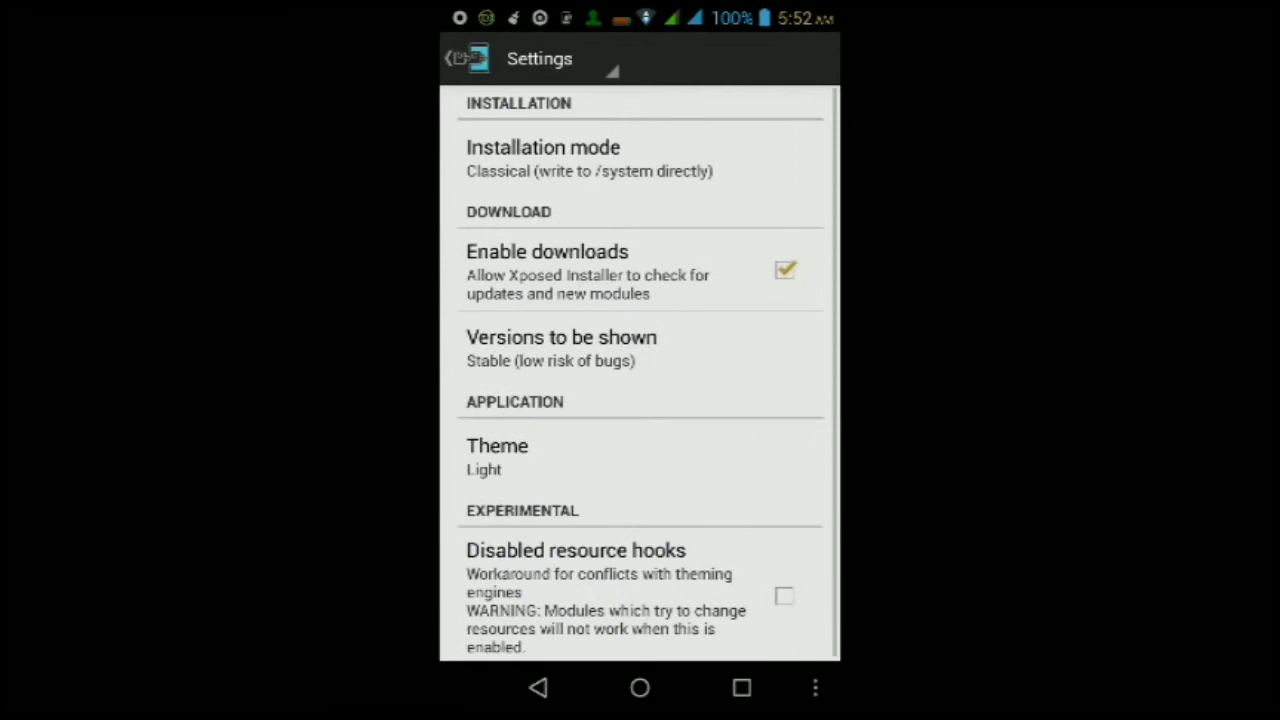 100% 5:52 AM
Settings
INSTALLATION
Installation mode
Classical (write to /system directly)
DOWNLOAD
Enable downloads
Allow Xposed Installer to check for
updates and new modules
Versions to be shown
Stable (low risk of bugs)
APPLICATION
Theme
Light
EXPERIMENTAL
Disabled resource hooks
Workaround for conflicts with theming
engines
WARNING: Modules which try to change
resources will not work when this is
enabled.